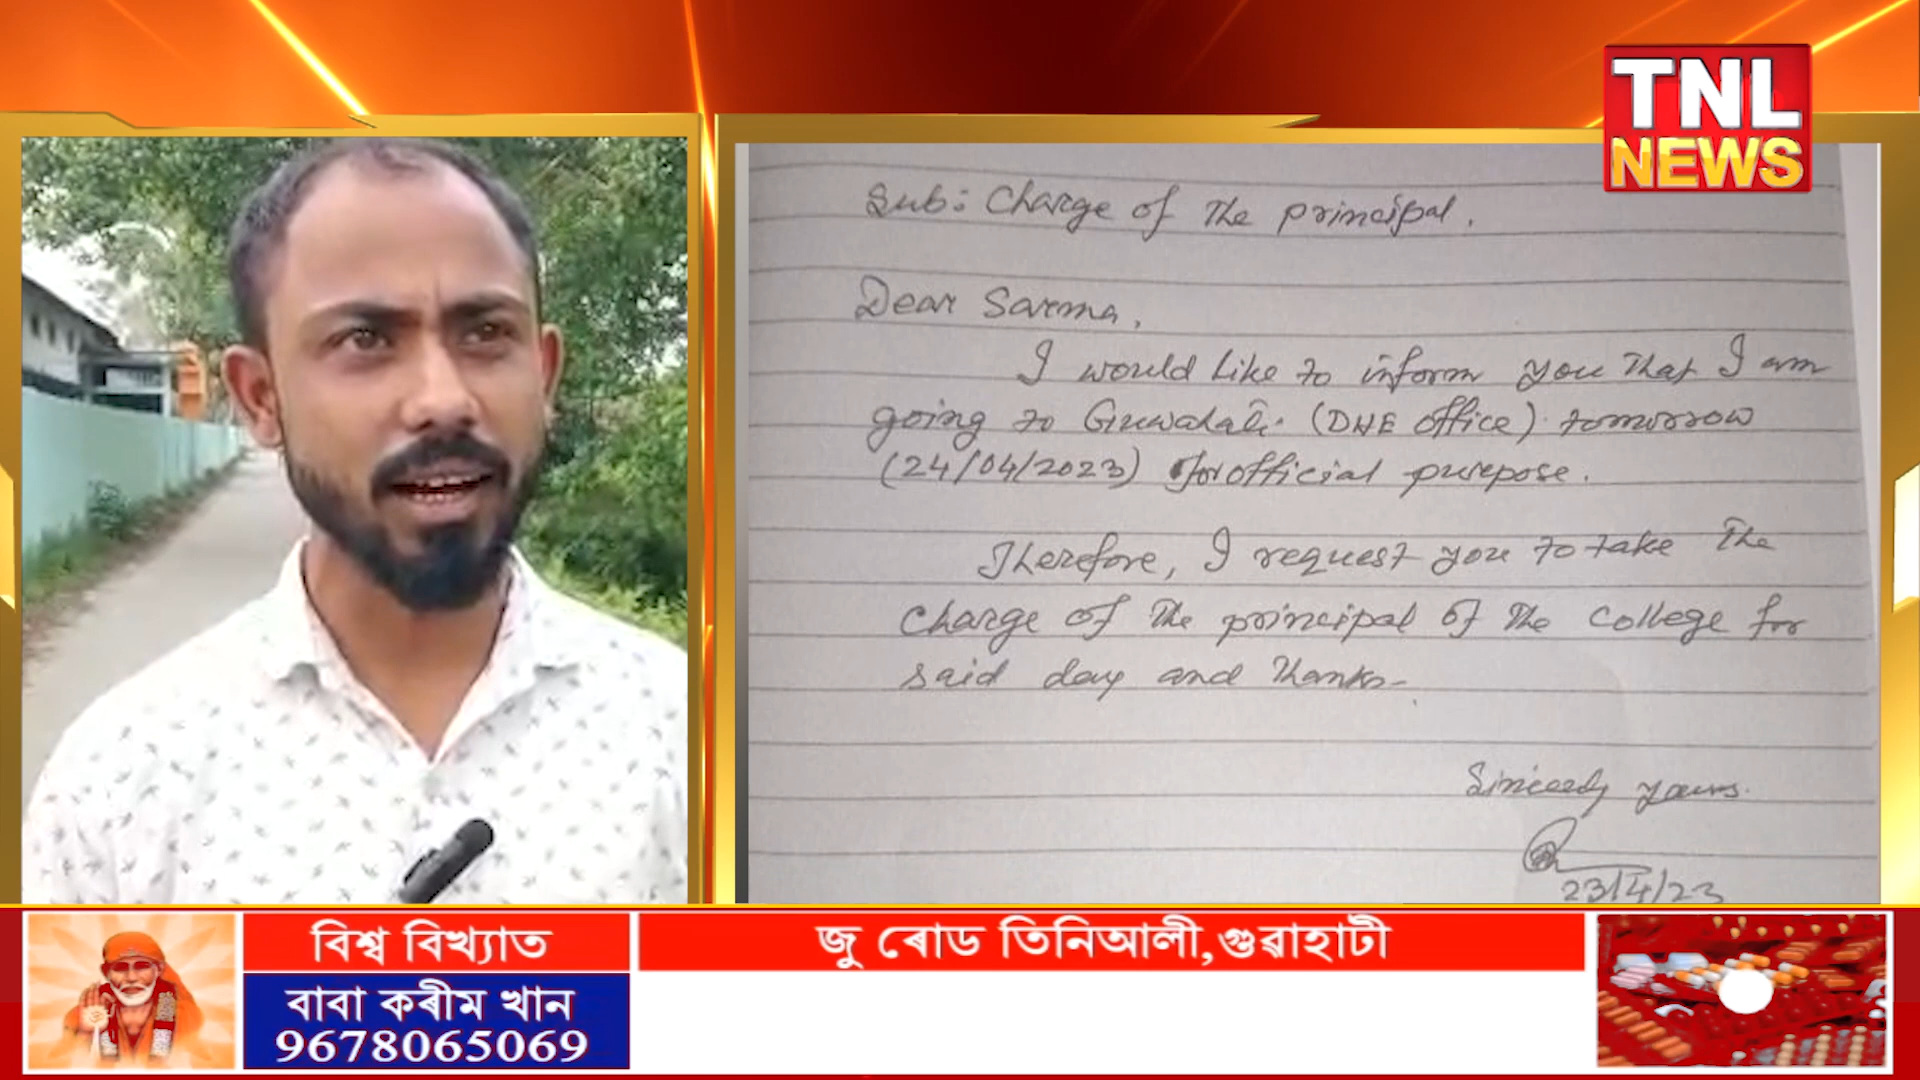 TNL
NEWS
Sub: Charge of the principal.
Dear Sarma,
I would like to inform you that I am
going to Guwahati (DHE office) tomorrow
(24/04/2023) for official purpose.
Therefore, I request you to take the
charge of the principal of the college for
said day and thanks-
Sincerely yours.
23/4/23
বিশ্ব বিখ্যাত
বাবা কৰীম খান
9678065069
জু ৰোড তিনিআলী,গুৱাহাটী